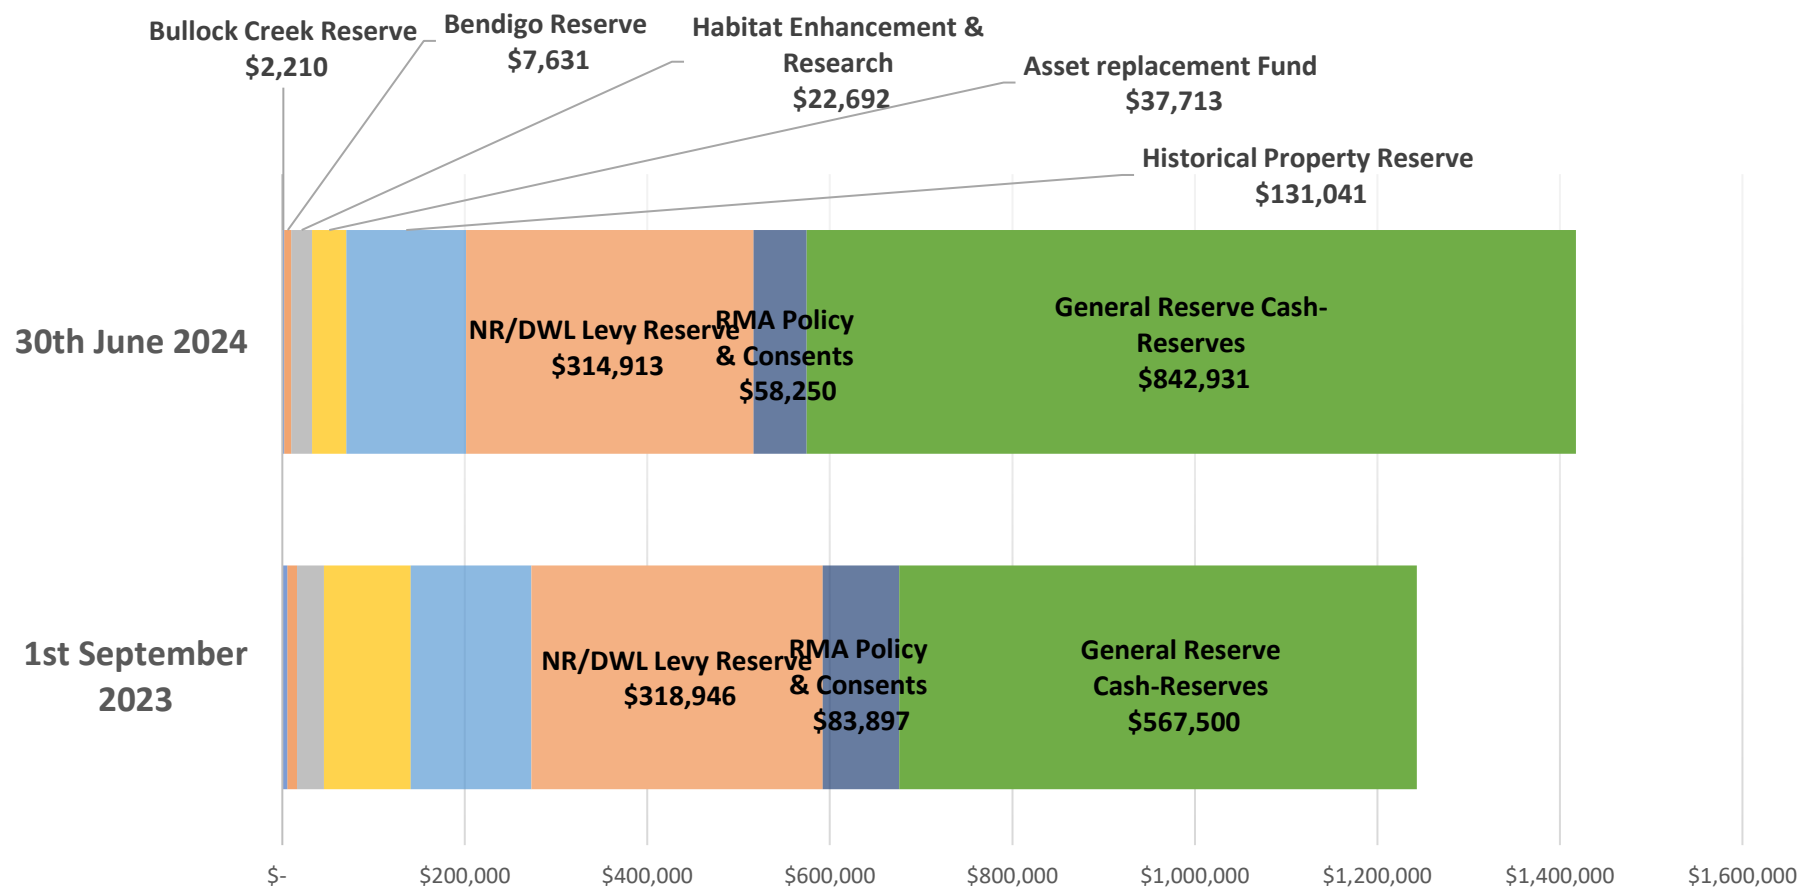 Bullock Creek Reserve
$2,210
Bendigo Reserve
$7,631
Habitat Enhancement &
Research
$22,692
Asset replacement Fund
$37,713
Historical Property Reserve
$131,041
30th June 2024
NR/DWL Levy Reserve
$314,913
RMA Policy
& Consents
$58,250
General Reserve Cash-
Reserves
$842,931
1st September
2023
NR/DWL Levy Reserve
$318,946
RMA Policy
& Consents
$83,897
General Reserve
Cash-Reserves
$567,500
$- $200,000 $400,000 $600,000 $800,000 $1,000,000 $1,200,000 $1,400,000 $1,600,000